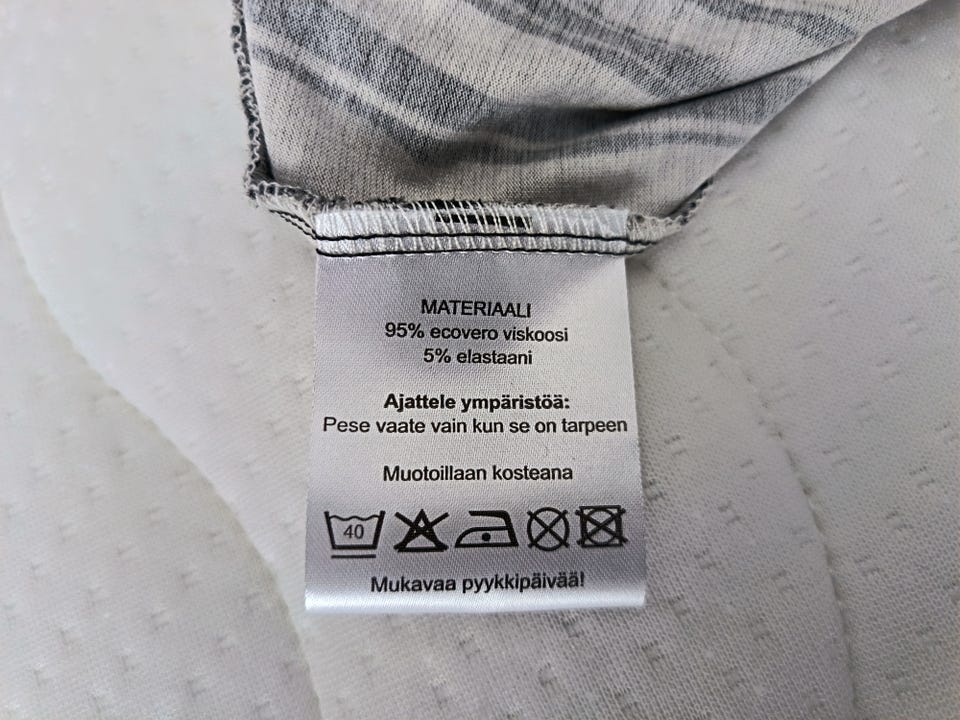 MATERIAALI
95% ecovero viskoosi
5% elastaani
Ajattele ympäristöä:
Pese vaate vain kun se on tarpeen
Muotoillaan kosteana
40
Mukavaa pyykkipäivää!